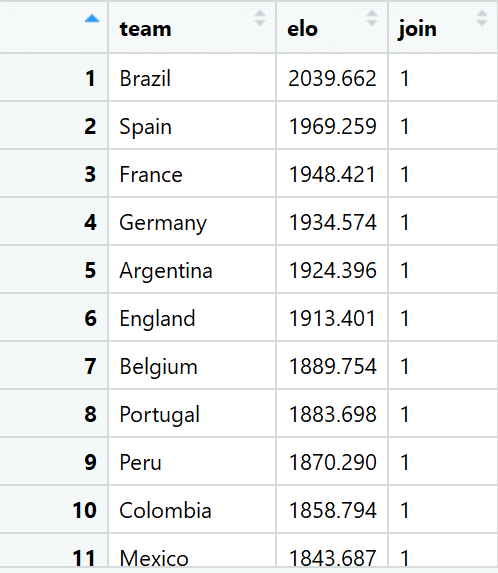 team elo join
1 Brazil 2039.662 1
2 Spain 1969.259 1
3 France 1948.421 1
4 Germany 1934.574 1
5 Argentina 1924.396 1
6 England 1913.401 1
7 Belgium 1889.754 1
8 Portugal 1883.698 1
9 Peru 1870.290 1
10 Colombia 1858.794 1
11 Mexico 1843.687 1